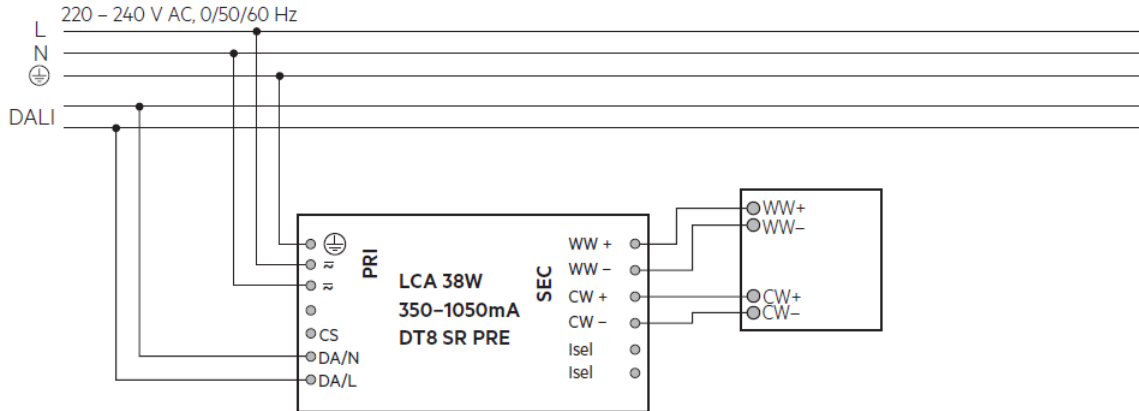 220 – 240 V AC, 0/50/60 Hz
L
N
DALI
PRI
≂
≂
CS
DA/N
DA/L
LCA 38W
350–1050mA
DT8 SR PRE
SEC
WW +
WW –
CW +
CW –
Isel
Isel
WW+
WW–
CW+
CW–